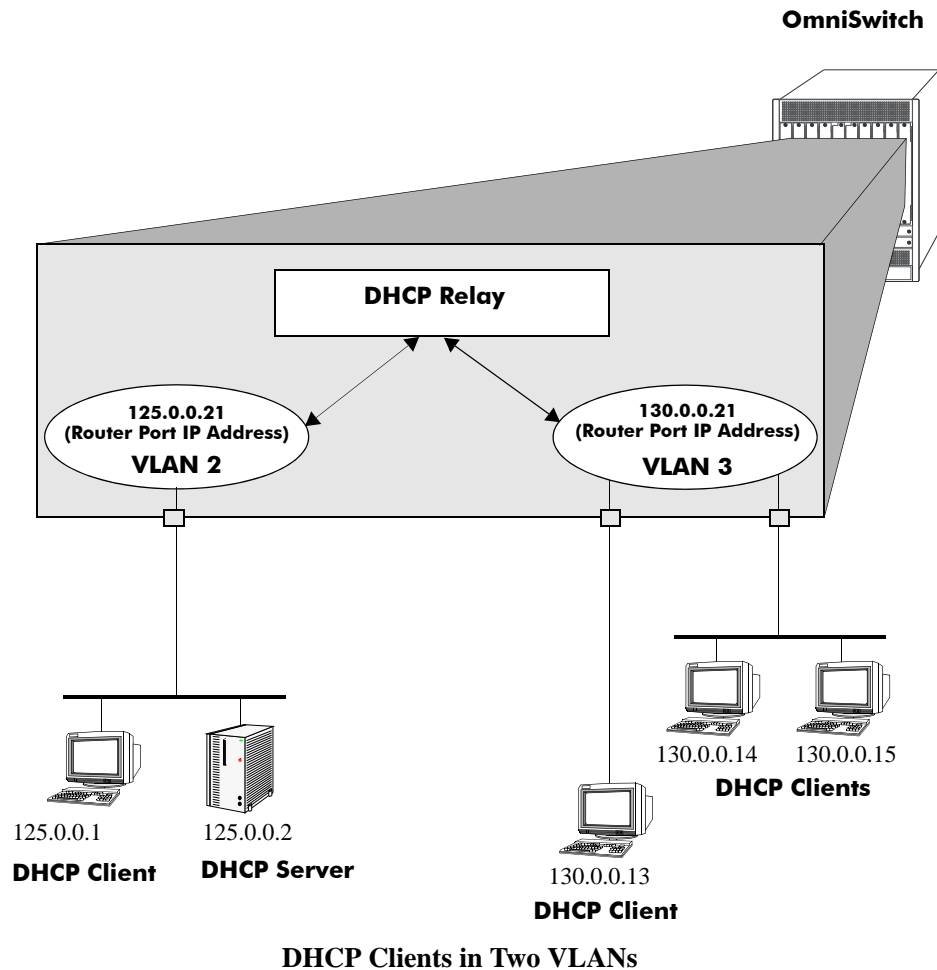 OmniSwitch
DHCP Relay
125.0.0.21
(Router Port IP Address)
VLAN 2
130.0.0.21
(Router Port IP Address)
VLAN 3
130.0.0.14
130.0.0.15
DHCP Clients
125.0.0.1
DHCP Client
125.0.0.2
DHCP Server
130.0.0.13
DHCP Client
DHCP Clients in Two VLANs